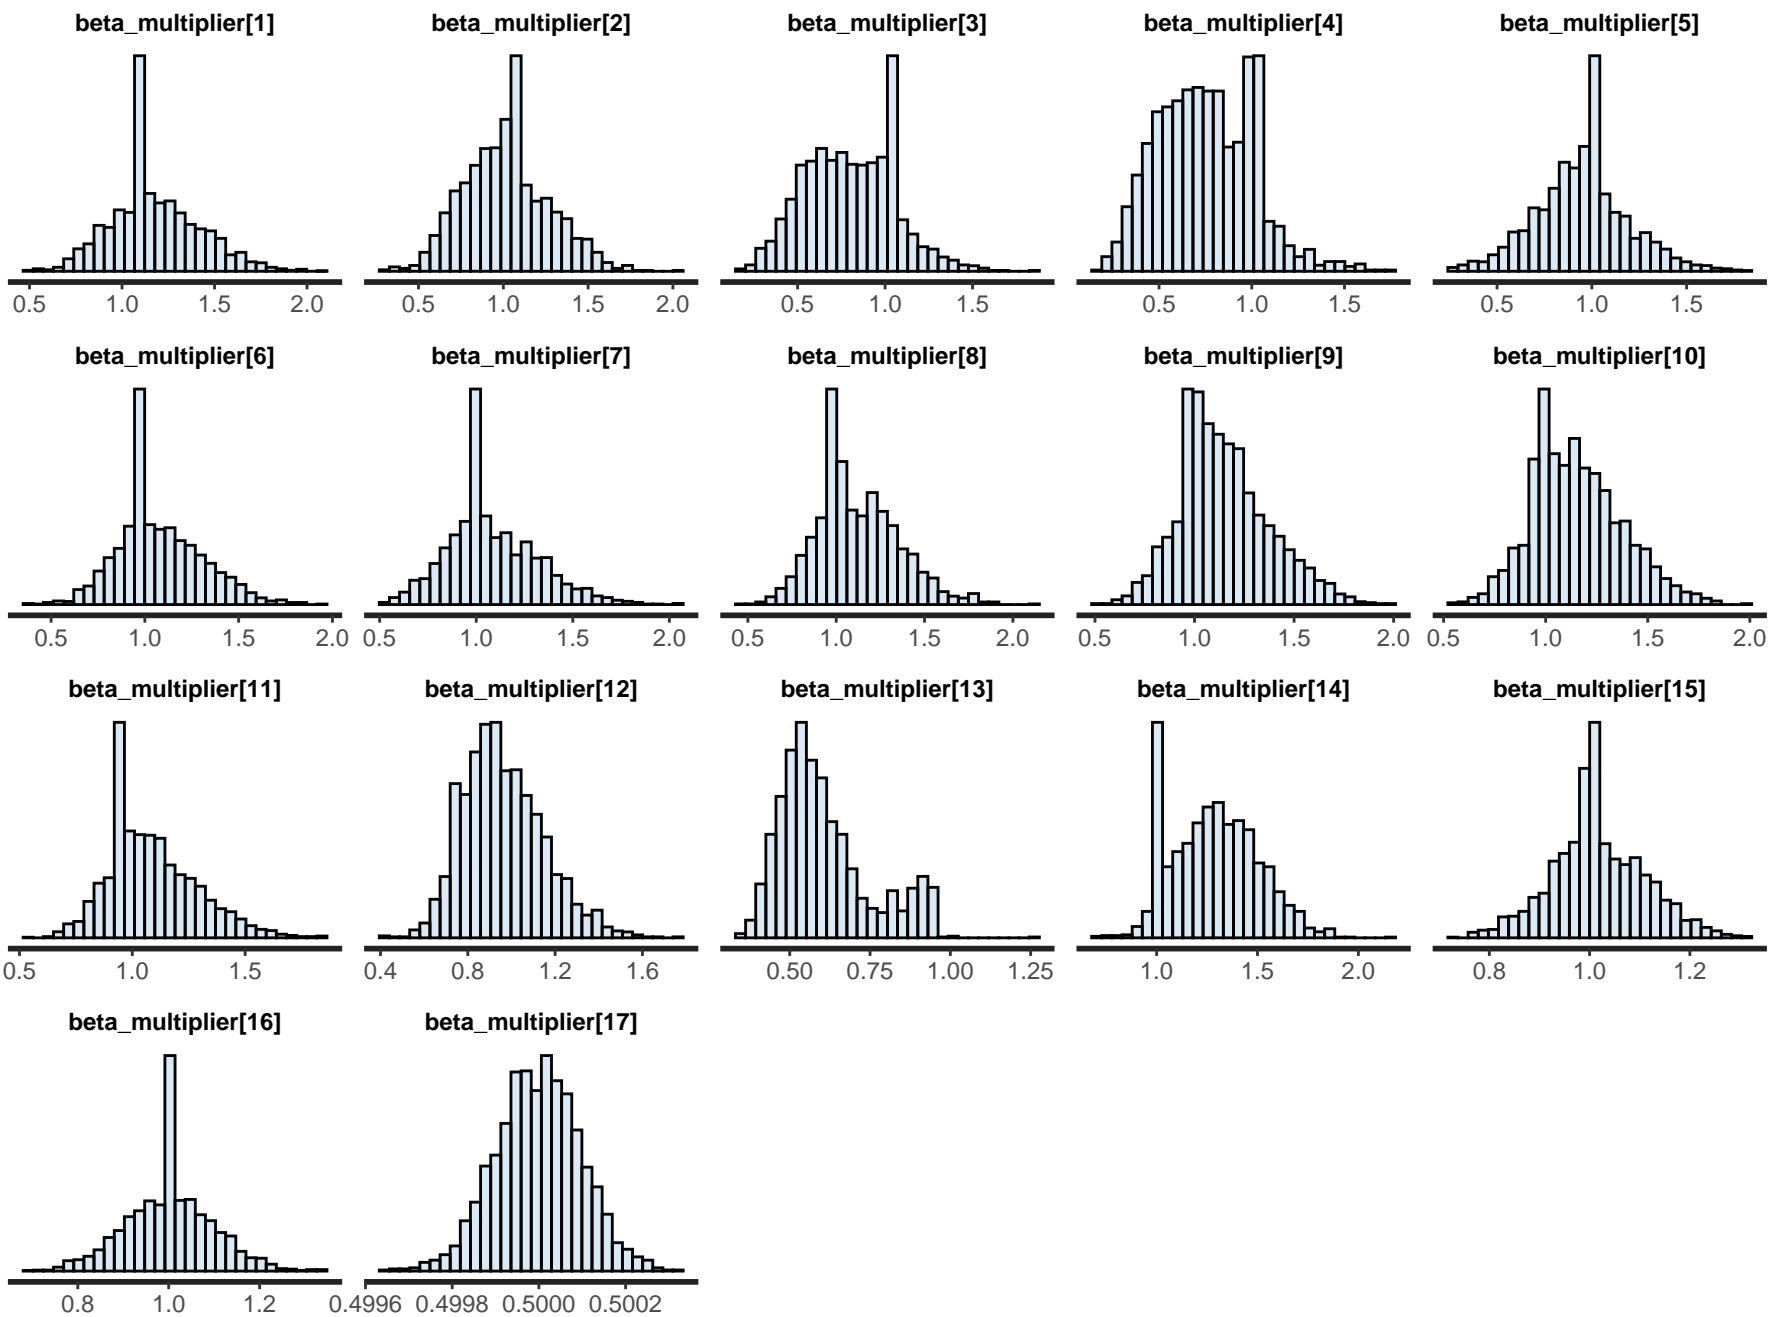 beta_multiplier[1] beta_multiplier[2] beta_multiplier[3] beta_multiplier[4] beta_multiplier[5]
0.5 1.0 1.5 2.0 0.5 1.0 1.5 2.0 0.5 1.0 1.5 0.5 1.0 1.5 0.5 1.0 1.5
beta_multiplier[6] beta_multiplier[7] beta_multiplier[8] beta_multiplier[9] beta_multiplier[10]
0.5 1.0 1.5 2.0 0.5 1.0 1.5 2.0 0.5 1.0 1.5 2.0 0.5 1.0 1.5 2.0 0.5 1.0 1.5 2.0
beta_multiplier[11] beta_multiplier[12] beta_multiplier[13] beta_multiplier[14] beta_multiplier[15]
0.5 1.0 1.5 0.4 0.8 1.2 1.6 0.50 0.75 1.00 1.25 1.0 1.5 2.0 0.8 1.0 1.2
beta_multiplier[16] beta_multiplier[17]
0.8 1.0 1.2 0.4996 0.4998 0.5000 0.5002